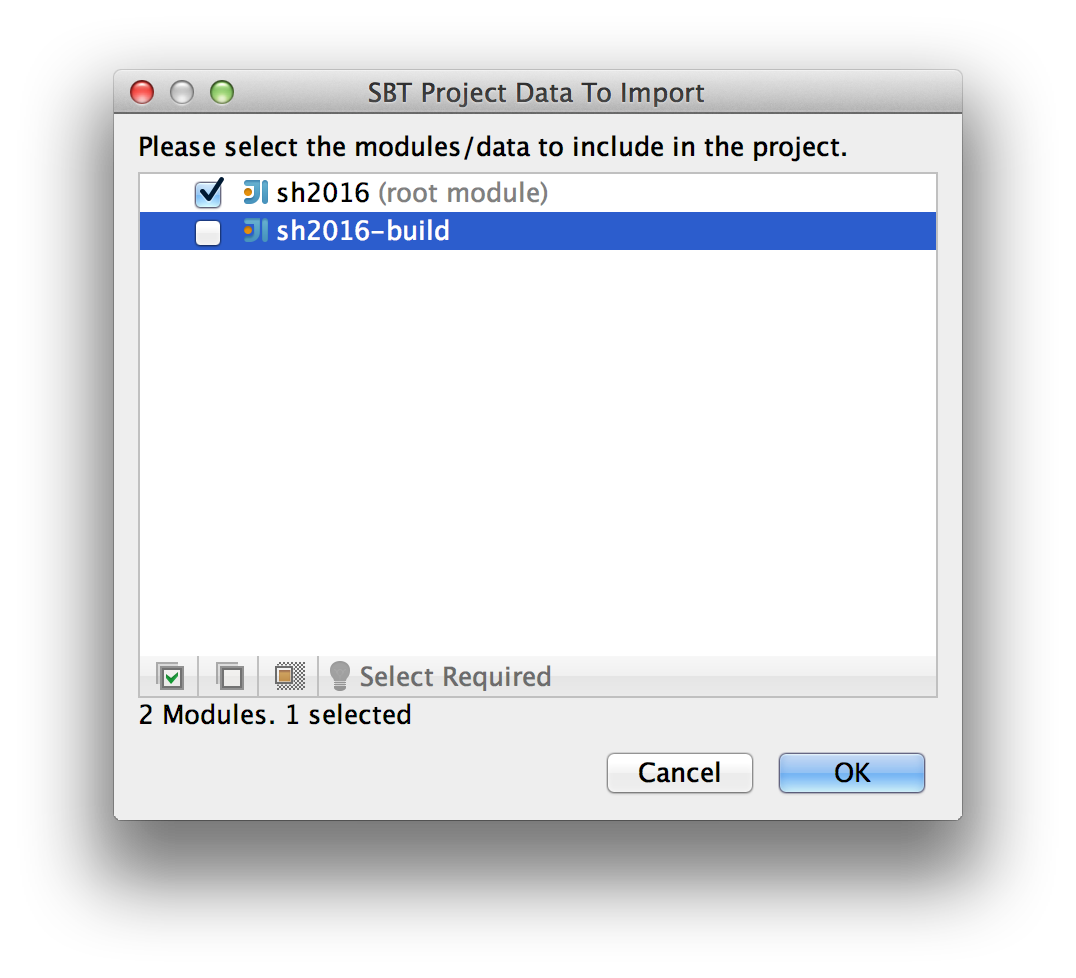 SBT Project Data To Import
Please select the modules/data to include in the project.
sh2016 (root module)
sh2016-build
Select Required
2 Modules. 1 selected
Cancel
OK